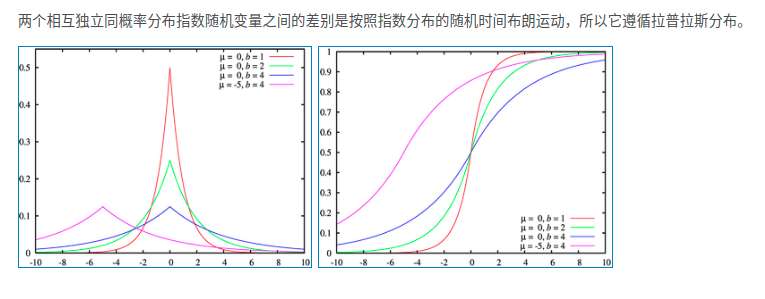 两个相互独立同概率分布指数随机变量之间的差别是按照指数分布的随机时间布朗运动，所以它遵循拉普拉斯分布。
0.5
0.4
0.3
0.2
0.1
0
-10 -8 -6 -4 -2 0 2 4 6 8 10
μ= 0, b=1
μ= 0, b=2
μ= 0, b=4
μ= -5, b=4
1
0.9
0.8
0.7
0.6
0.5
0.4
0.3
0.2
0.1
0
-10 -8 -6 -4 -2 0 2 4 6 8 10
μ= 0, b=1
μ= 0, b=2
μ= 0, b=4
μ= -5, b=4